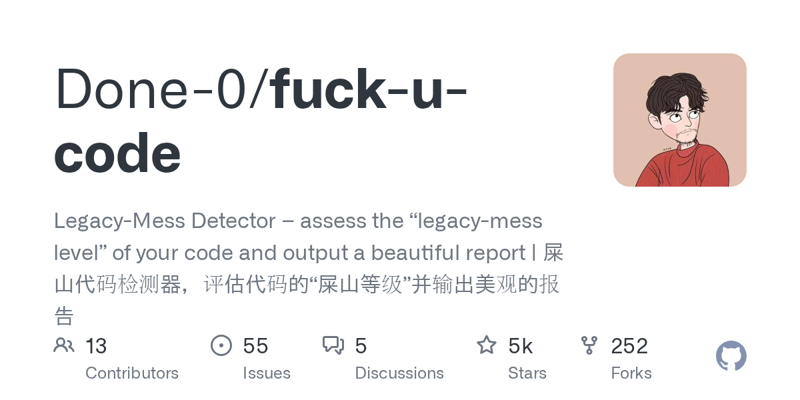 Done-0/fuck-u-
code
Legacy-Mess Detector – assess the “legacy-mess
level” of your code and output a beautiful report | 屎
山代码检测器，评估代码的“屎山等级”并输出美观的报
告
13 55 5 5k 252
Contributors Issues Discussions Stars Forks